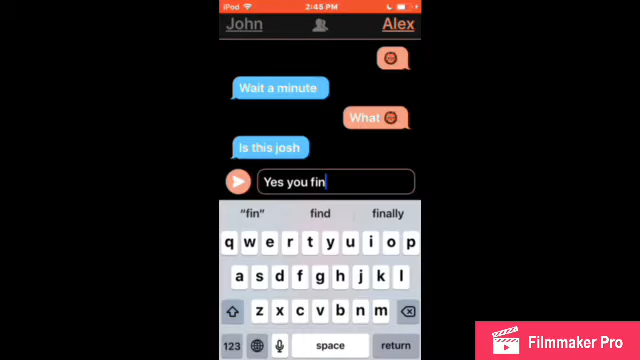 iPod 2:45 PM
John Alex
Wait a minute
What
Is this josh
Yes you fin
"fin" find finally
q w e r t y u i o p
a s d f g h j k l
z x c v b n m
123 space return
Filmmaker Pro